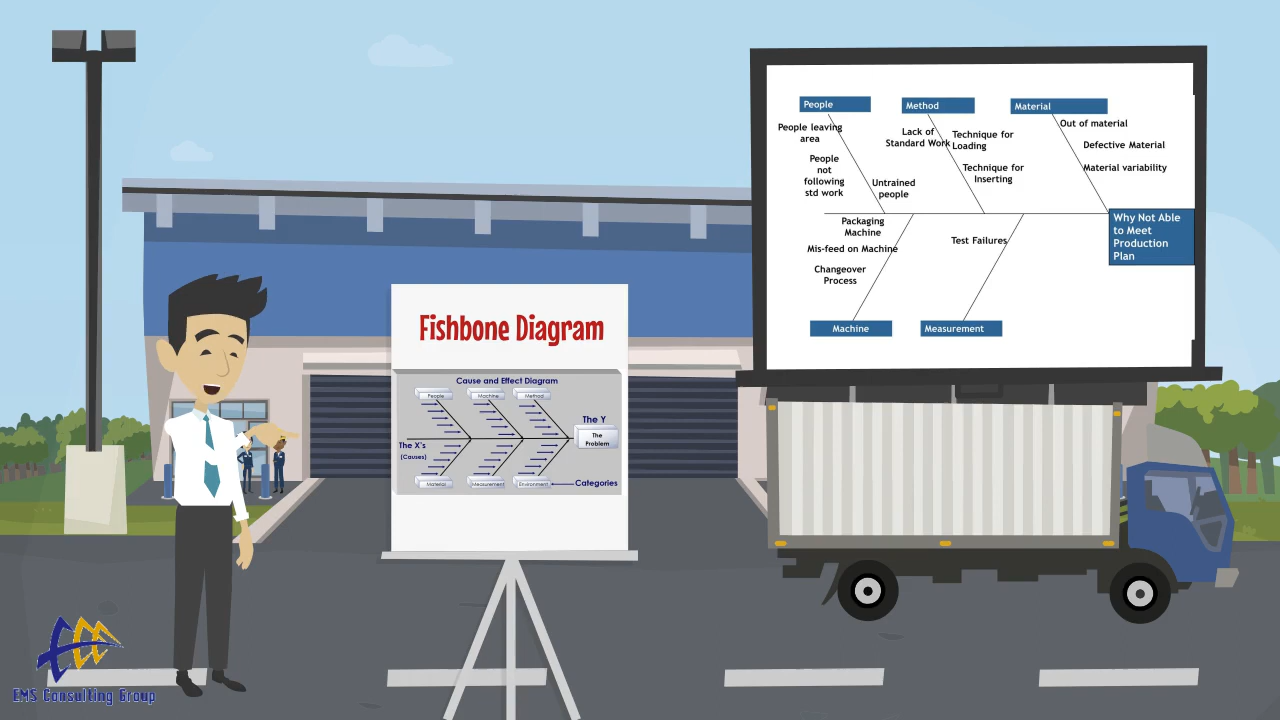 People
Method
Material
People leaving
area
Lack of
Standard Work
Technique for
Loading
Out of material
Defective Material
People
not
following
std work
Untrained
people
Technique for
Inserting
Material variability
Why Not Able
to Meet
Production
Plan
Packaging
Machine
Mis-feed on Machine
Changeover
Process
Test Failures
Machine
Measurement
Fishbone Diagram
Cause and Effect Diagram
People
Machine
Method
The Y
The
Problem
The X's
(Causes)
Material
Measurement
Environment
Categories
EMS Consulting Group